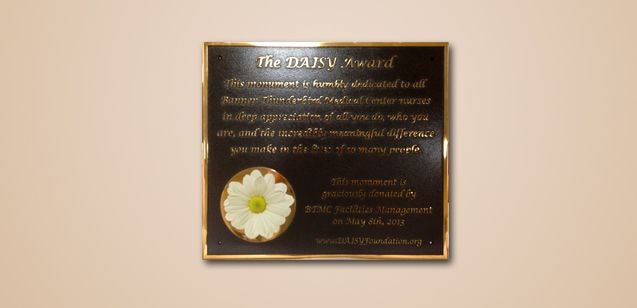 The DAISY Award
This monument is humbly dedicated to all
Banner Thunderbird Medical Center nurses
in deep appreciation of all you do, who you
are, and the incredibly meaningful difference
you make in the lives of so many people.
This monument is
graciously donated by
BTMC Facilities Management
on May 8th, 2013
www.DAISYFoundation.org